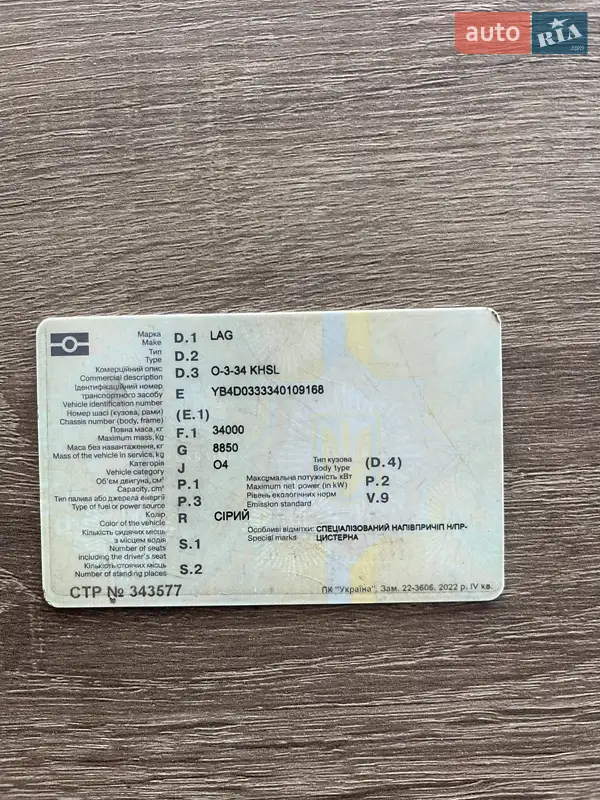 auto RIA .com
Марка D.1 LAG
Make
Тип D.2
Type
Комерційний опис D.3 O-3-34 KHSL
Commercial description
Ідентифікаційний номер
транспортного засобу E YB4D0333340109168
Vehicle identification number
Номер шасі (кузова, рами) (E.1)
Chassis number (body, frame)
Повна маса, кг F.1 34000
Maximum mass, kg
Маса без навантаження, кг G 8850
Mass of the vehicle in service, kg
Категорія J O4 Тип кузова (D.4)
Vehicle category Body type
Об'єм двигуна, см³ P.1 Максимальна потужність кВт P.2
Capacity, cm³ Maximum net power (in kW)
Тип палива або джерела енергії P.3 Рівень екологічних норм V.9
Type of fuel or power source Emission standard
Колір R СІРИЙ
Color of the vehicle Особливі відмітки: СПЕЦІАЛІЗОВАНИЙ НАПІВПРИЧІП Н/ПР-
Кількість сидячих місць Special marks ЦИСТЕРНА
з місцем водія S.1
Number of seats
including the driver's seat
Кількість стоячих місць S.2
Number of standing places
СТР № 343577 ПК "Україна", Зам. 22-3606, 2022 р. IV кв.